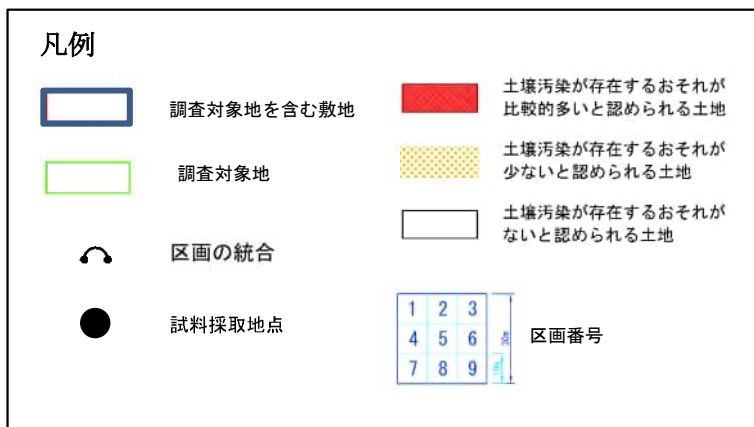 凡例
調査対象地を含む敷地
調査対象地
区画の統合
試料採取地点
土壌汚染が存在するおそれが
比較的多いと認められる土地
土壌汚染が存在するおそれが
少ないと認められる土地
土壌汚染が存在するおそれが
ないと認められる土地
1 2 3
4 5 6
7 8 9
30m
10m
区画番号